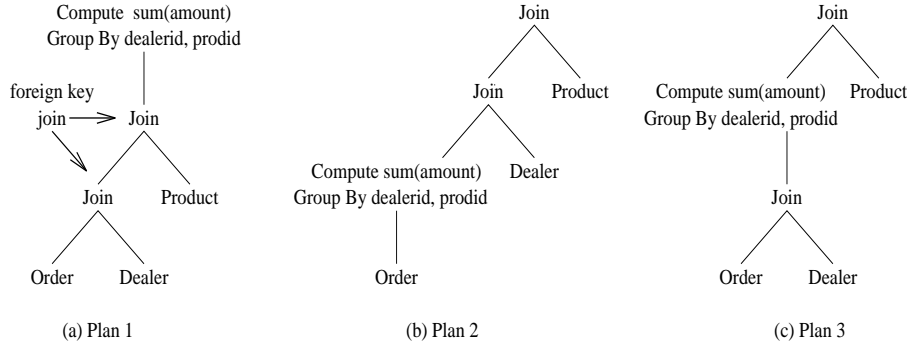 Compute sum(amount)
Group By dealerid, prodid
foreign key
join
Join
Join
Product
Order
Dealer
(a) Plan 1
Join
Join
Product
Compute sum(amount)
Group By dealerid, prodid
Dealer
Order
(b) Plan 2
Join
Compute sum(amount)
Group By dealerid, prodid
Product
Join
Order
Dealer
(c) Plan 3